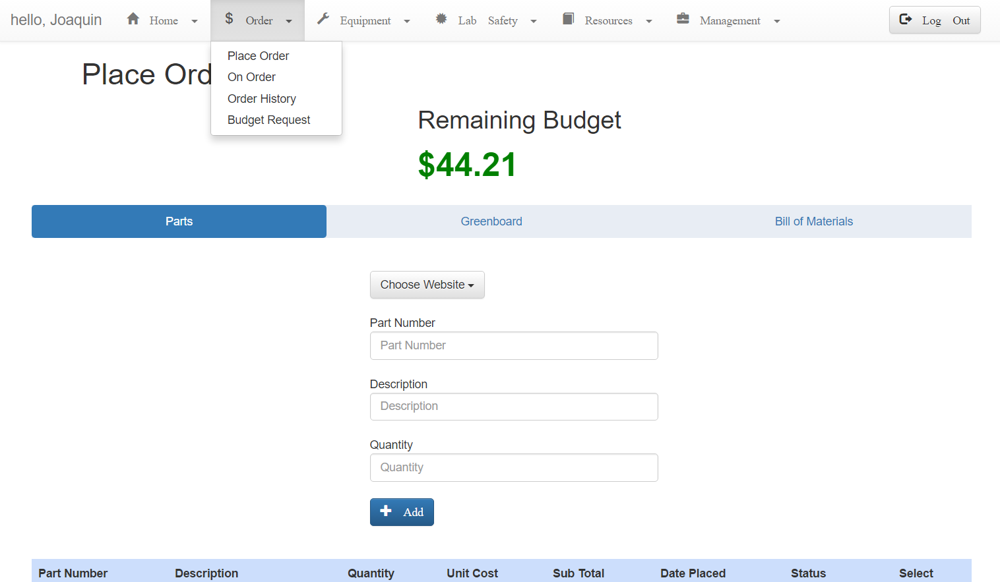 hello, Joaquin Home $ Order Equipment Lab Safety Resources Management Log Out
Place Order
On Order
Order History
Budget Request
Place Ord
Remaining Budget
$44.21
Parts Greenboard Bill of Materials
Choose Website
Part Number
Part Number
Description
Description
Quantity
Quantity
Add
Part Number Description Quantity Unit Cost Sub Total Date Placed Status Select